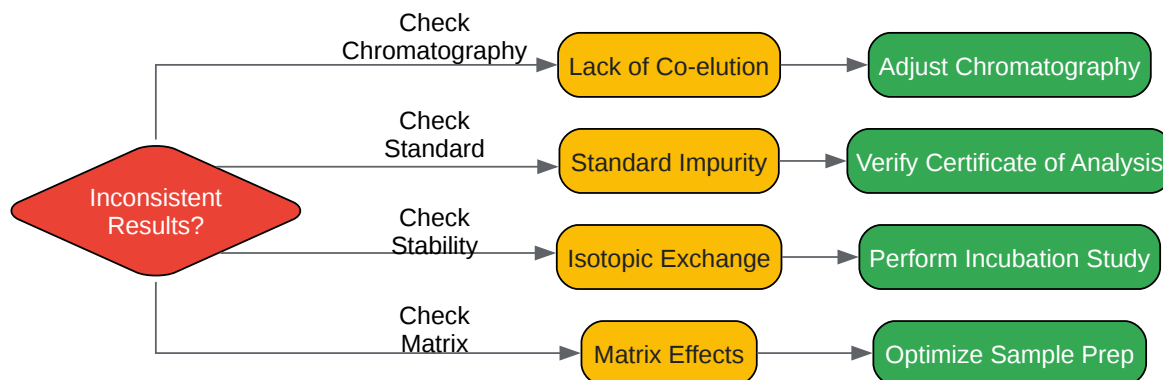 Check
Chromatography
Lack of Co-elution
Adjust Chromatography
Check
Standard
Standard Impurity
Verify Certificate of Analysis
Inconsistent
Results?
Check
Stability
Isotopic Exchange
Perform Incubation Study
Check
Matrix
Matrix Effects
Optimize Sample Prep